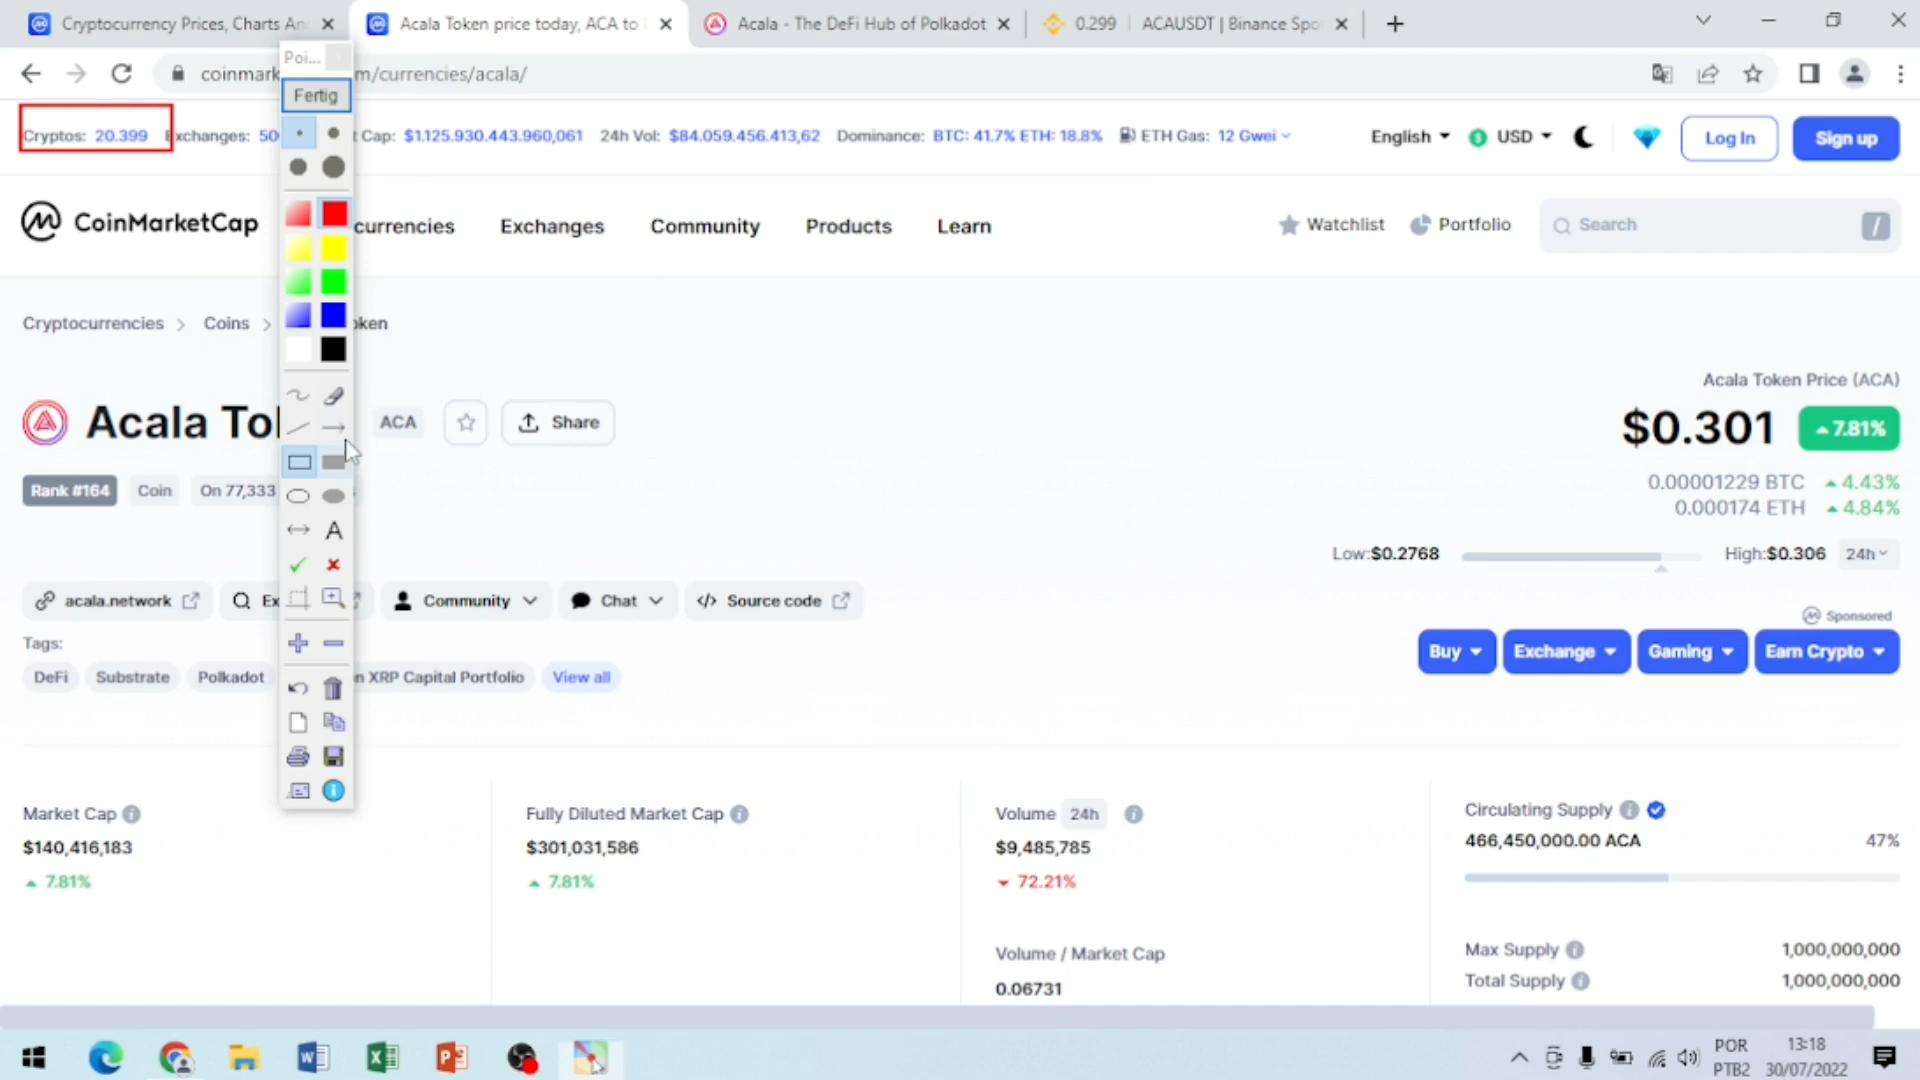 Cryptocurrency Prices, Charts An
Acala Token price today, ACA to
Acala - The DeFi Hub of Polkadot
0.299 | ACAUSDT | Binance Spo
coinmark
m/currencies/acala/
Poi...
Fertig
Cryptos: 20.399
xchanges: 50
Cap: $1.125.930.443.960,061
24h Vol: $84.059.456.413,62
Dominance: BTC: 41.7% ETH: 18.8%
ETH Gas: 12 Gwei
English
USD
Log In
Sign up
CoinMarketCap
currencies
Exchanges
Community
Products
Learn
Watchlist
Portfolio
Search
/
Cryptocurrencies
Coins
oken
Acala Token Price (ACA)
Acala To
ACA
Share
$0.301
7.81%
Rank #164
Coin
On 77,333
0.00001229 BTC 4.43%
0.000174 ETH 4.84%
A
Low:$0.2768
High:$0.306
24h
acala.network
Ex
Community
Chat
Source code
Sponsored
Tags:
Buy
Exchange
Gaming
Earn Crypto
DeFi
Substrate
Polkadot
n XRP Capital Portfolio
View all
Market Cap
$140,416,183
7.81%
Fully Diluted Market Cap
$301,031,586
7.81%
Volume 24h
$9,485,785
72.21%
Volume / Market Cap
0.06731
Circulating Supply
466,450,000.00 ACA
47%
Max Supply 1,000,000,000
Total Supply 1,000,000,000
POR
PTB2
13:18
30/07/2022